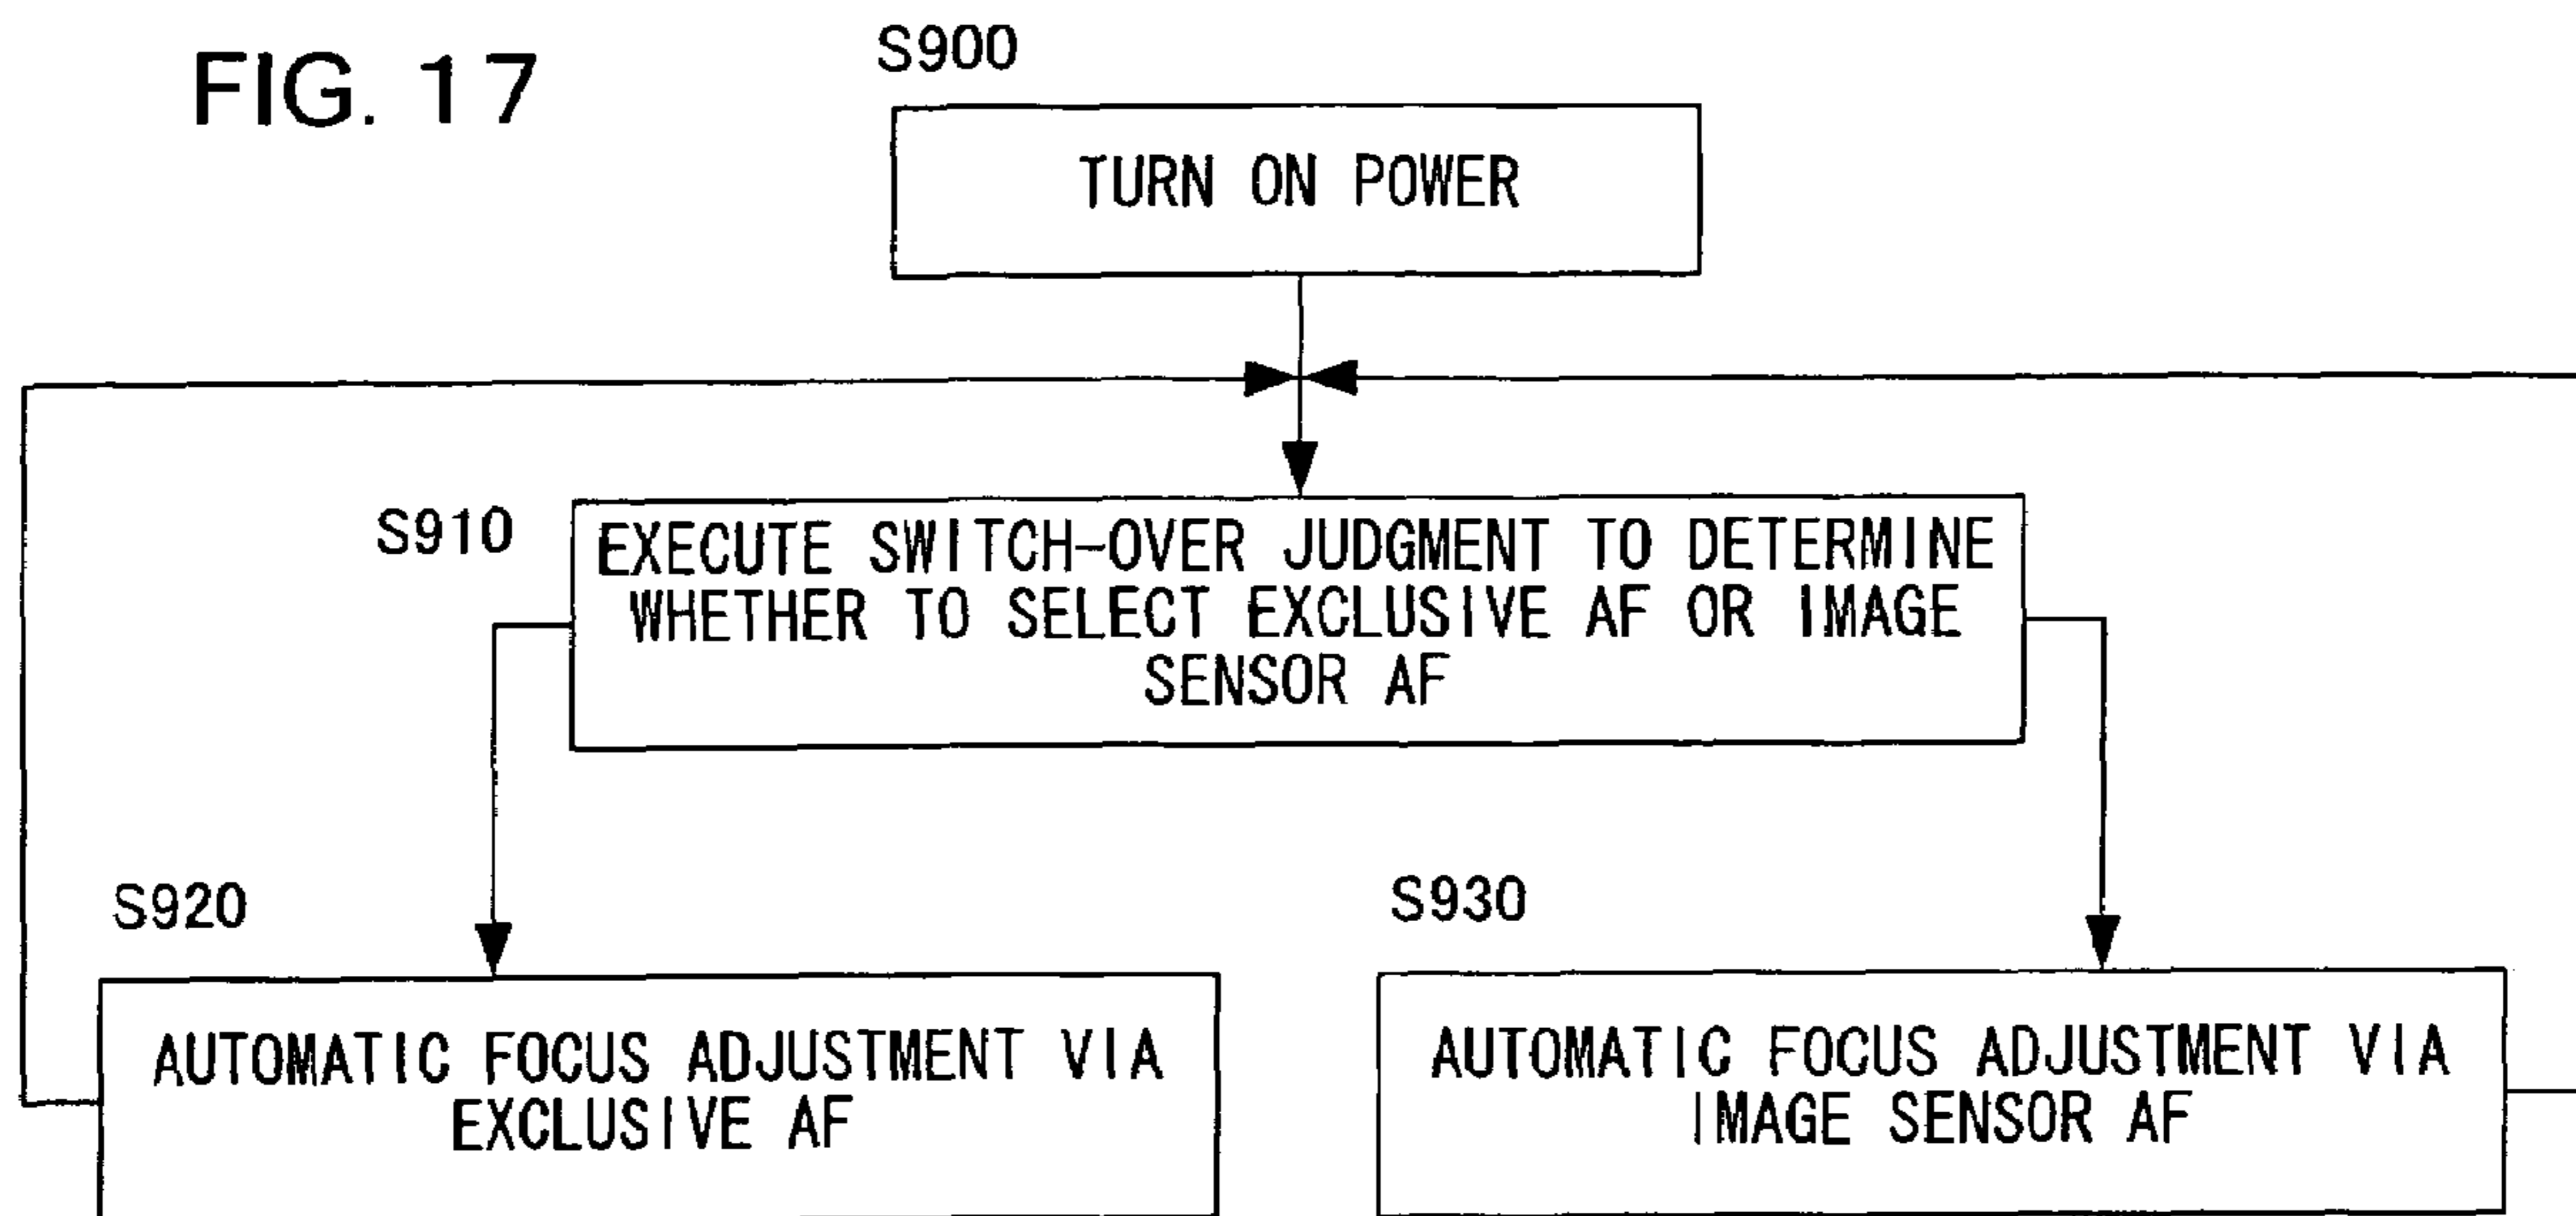 FIG. 17
S900
TURN ON POWER
S910
EXECUTE SWITCH-OVER JUDGMENT TO DETERMINE
WHETHER TO SELECT EXCLUSIVE AF OR IMAGE
SENSOR AF
S920
AUTOMATIC FOCUS ADJUSTMENT VIA
EXCLUSIVE AF
S930
AUTOMATIC FOCUS ADJUSTMENT VIA
IMAGE SENSOR AF